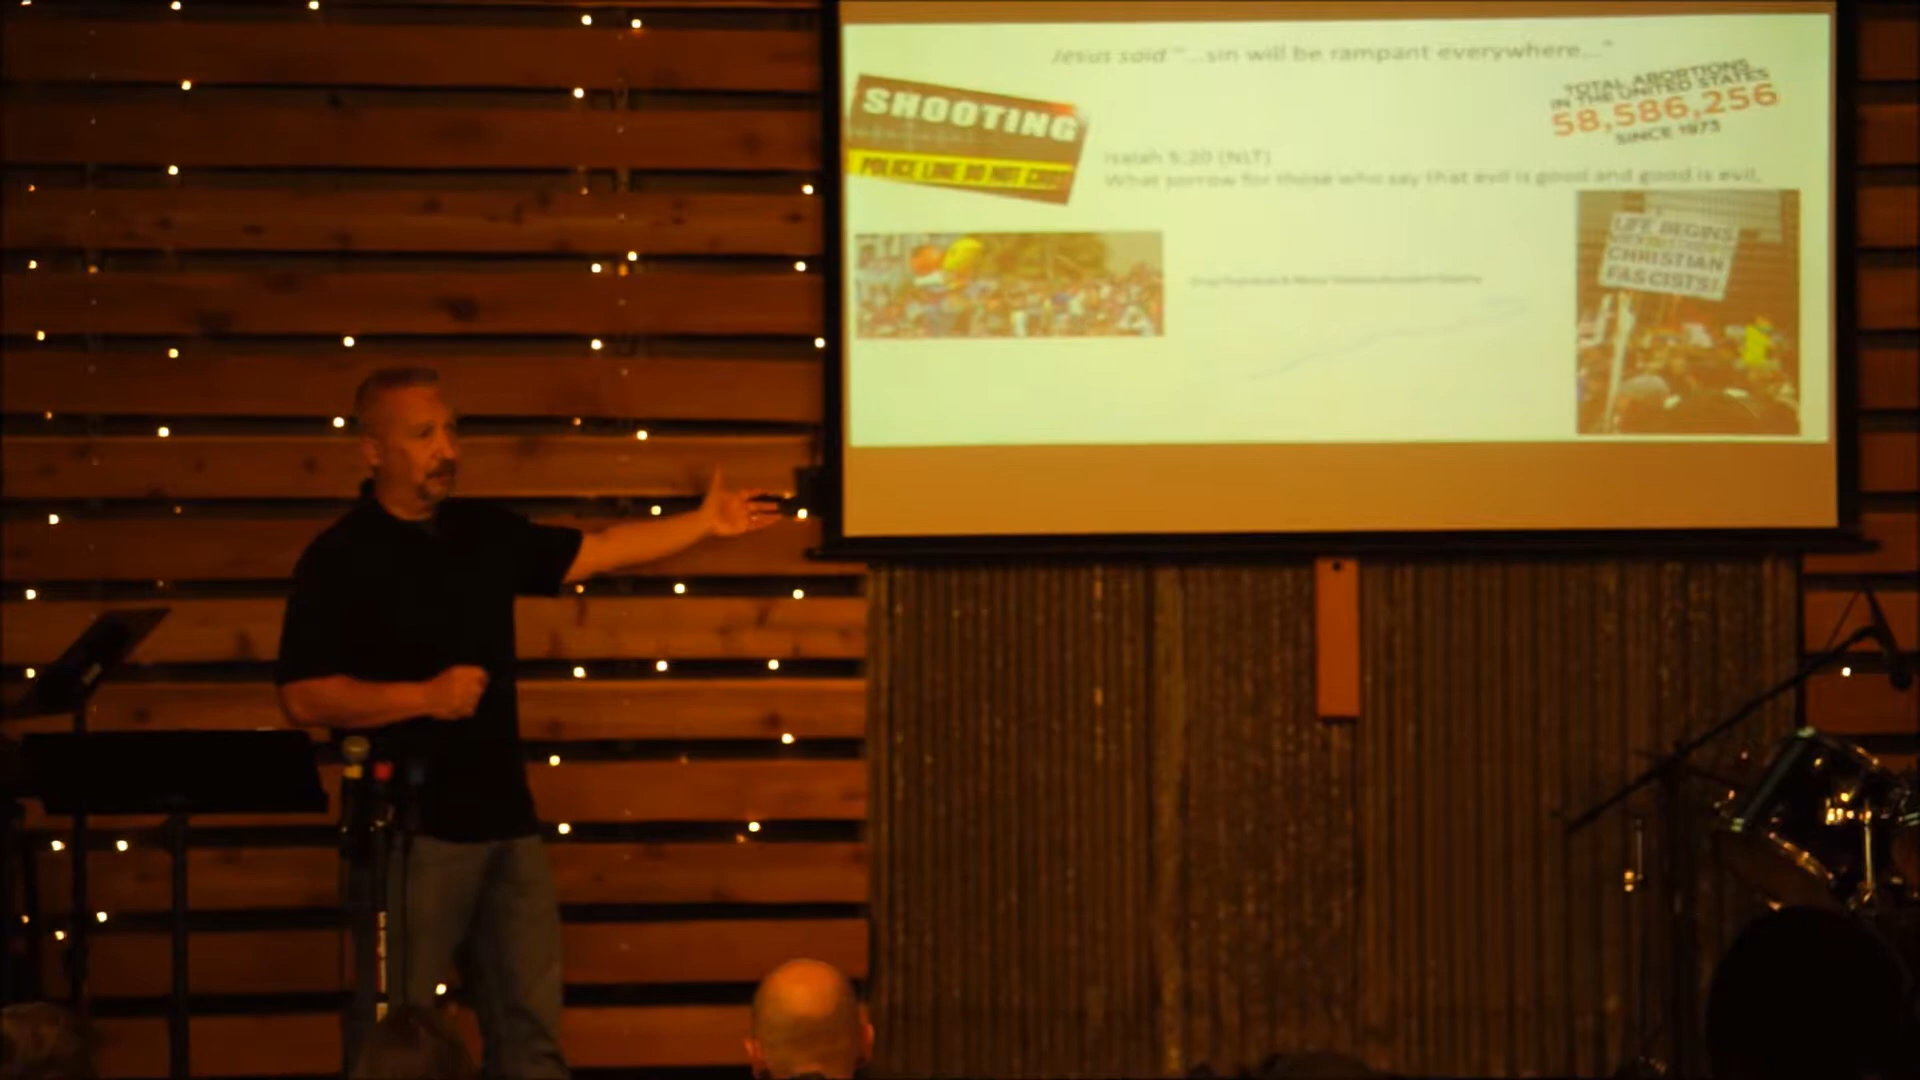 Jesus said "...sin will be rampant everywhere..."
SHOOTING
POLICE LINE DO NOT CROSS
TOTAL ABORTIONS
IN THE UNITED STATES
58,586,256
SINCE 1973
Isaiah 5:20 (NLT)
What sorrow for those who say that evil is good and good is evil,
LIFE BEGINS
CHRISTIAN
FASCISTS!